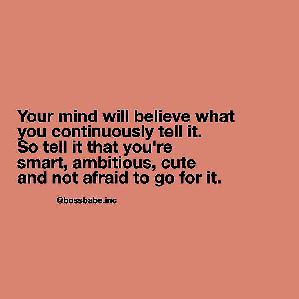 Your mind will believe what
you continuously tell it.
So tell it that you're
smart, ambitious, cute
and not afraid to go for it.
@bossbabe.inc